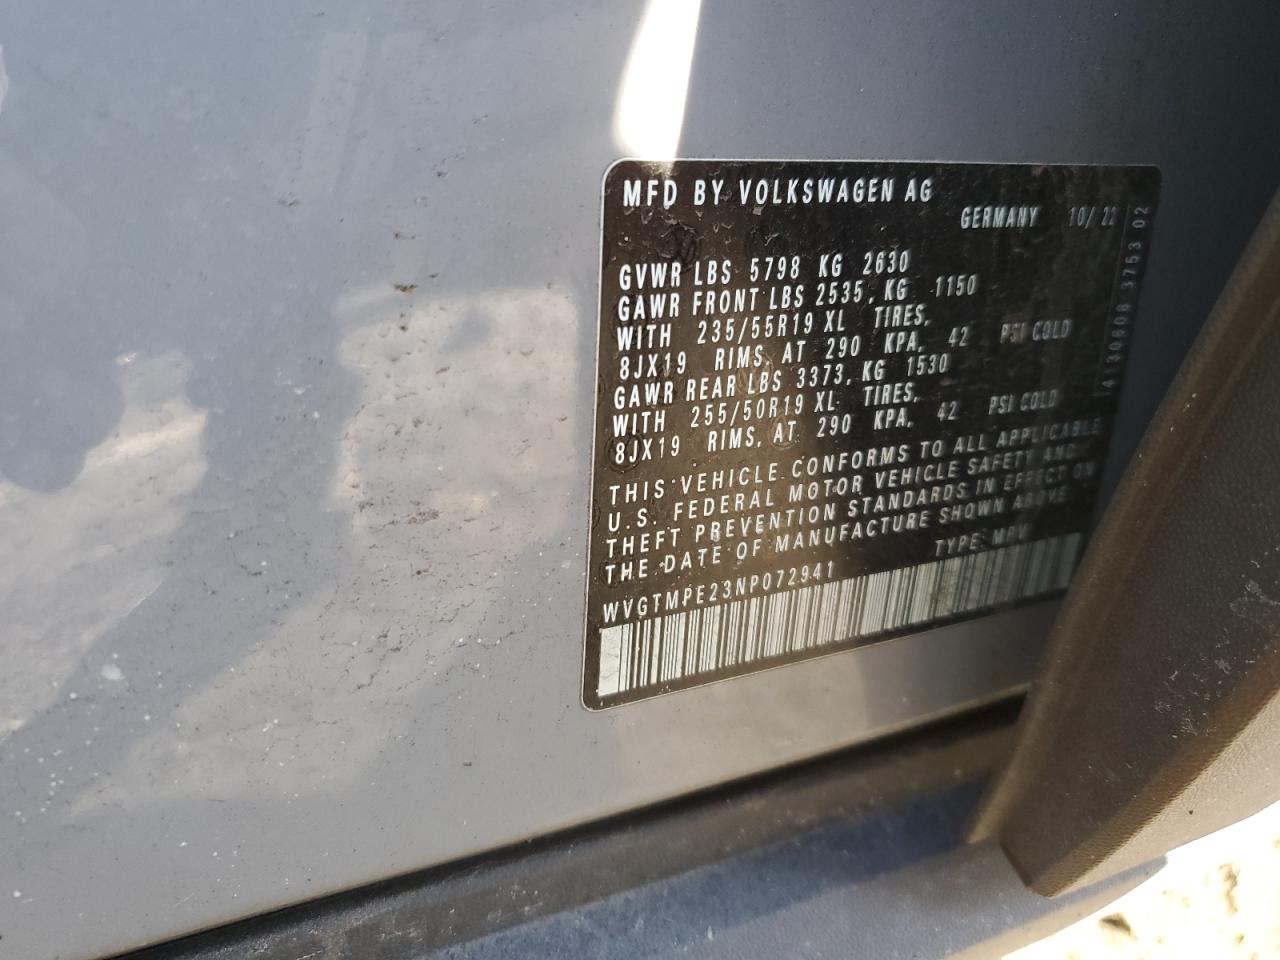 MFD BY VOLKSWAGEN AG
GERMANY 10/ 22
GVWR LBS 5798 KG 2630
GAWR FRONT LBS 2535, KG 1150
WITH 235/55R19 XL TIRES,
8JX19 RIMS, AT 290 KPA, 42 PSI COLD
GAWR REAR LBS 3373, KG 1530
WITH 255/50R19 XL TIRES,
8JX19 RIMS, AT 290 KPA, 42 PSI COLD
THIS VEHICLE CONFORMS TO ALL APPLICABLE
U.S. FEDERAL MOTOR VEHICLE SAFETY AND
THEFT PREVENTION STANDARDS IN EFFECT ON
THE DATE OF MANUFACTURE SHOWN ABOVE
TYPE: MPV
WVGTMPE23NP072941
4130808 3753 02